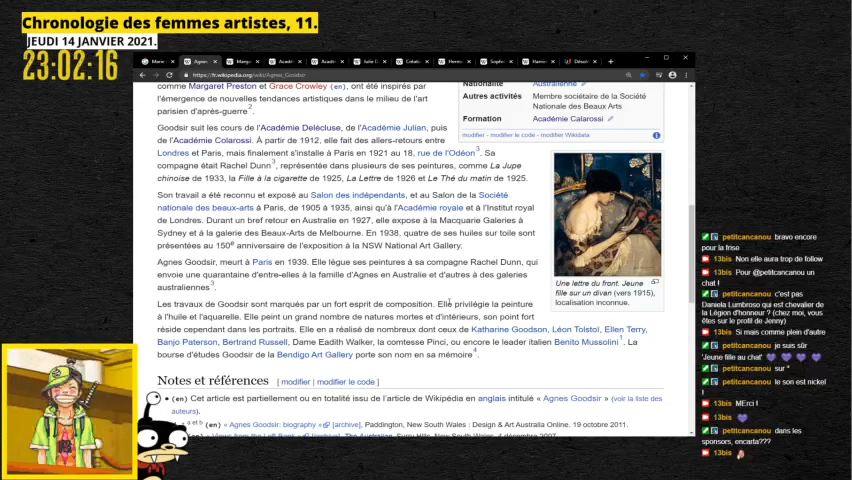 Chronologie des femmes artistes, 11.
JEUDI 14 JANVIER 2021.
23:02:16
https://fr.wikipedia.org/wiki/Agnes_Goodsir
comme Margaret Preston et Grace Crowley (en), ont été inspirés par
l'émergence de nouvelles tendances artistiques dans le milieu de l'art
parisien d'après-guerre2.
Goodsir suit les cours de l'Académie Delécluse, de l'Académie Julian, puis
de l'Académie Colarossi. À partir de 1912, elle fait des allers-retours entre
Londres et Paris, mais finalement s'installe à Paris en 1921 au 18, rue de l'Odéon3. Sa
compagne était Rachel Dunn3, représentée dans plusieurs de ses peintures, comme La Jupe
chinoise de 1933, la Fille à la cigarette de 1925, La Lettre de 1926 et Le Thé du matin de 1925.
Son travail a été reconnu et exposé au Salon des indépendants, et au Salon de la Société
nationale des beaux-arts à Paris, de 1905 à 1935, ainsi qu'à l'Académie royale et à l'Institut royal
de Londres. Durant un bref retour en Australie en 1927, elle expose à la Macquarie Galeries à
Sydney et à la galerie des Beaux-Arts de Melbourne. En 1938, quatre de ses huiles sur toile sont
présentées au 150e anniversaire de l'exposition à la NSW National Art Gallery.
Agnes Goodsir, meurt à Paris en 1939. Elle lègue ses peintures à sa compagne Rachel Dunn, qui
envoie une quarantaine d'entre-elles à la famille d'Agnes en Australie et d'autres à des galeries
australiennes3.
Les travaux de Goodsir sont marqués par un fort esprit de composition. Elle privilégie la peinture
à l'huile et l'aquarelle. Elle peint un grand nombre de natures mortes et d'intérieurs, son point fort
réside cependant dans les portraits. Elle en a réalisé de nombreux dont ceux de Katharine Goodson, Léon Tolstoï, Ellen Terry,
Banjo Paterson, Bertrand Russell, Dame Eadith Walker, la comtesse Pinci, ou encore le leader italien Benito Mussolini1. La
bourse d'études Goodsir de la Bendigo Art Gallery porte son nom en sa mémoire4.
Nationalité Australienne
Autres activités Membre sociétaire de la Société
Nationale des Beaux Arts
Formation Académie Calarossi
modifier - modifier le code - modifier Wikidata
Une lettre du front. Jeune
fille sur un divan (vers 1915),
localisation inconnue.
Notes et références [ modifier | modifier le code ]
• (en) Cet article est partiellement ou en totalité issu de l'article de Wikipédia en anglais intitulé « Agnes Goodsir » (voir la liste des
auteurs).
a et b (en) « Agnes Goodsir: biography » [archive], Paddington, New South Wales : Design & Art Australia Online. 19 octobre 2011.
petitcancanou bravo encore
pour la frise
13bis Non elle aura trop de follow
13bis Pour @petitcancanou un
chat !
petitcancanou c'est pas
Daniela Lumbroso qui est chevalier de
la Légion d'honneur ? (chez moi, vous
êtes sur le profil de Jenny)
13bis Si mais comme plein d'autre
petitcancanou je suis sûr
'Jeune fille au chat'
petitcancanou sur *
petitcancanou le son est nickel
!
13bis MErci !
13bis
petitcancanou dans les
sponsors, encarta???
13bis